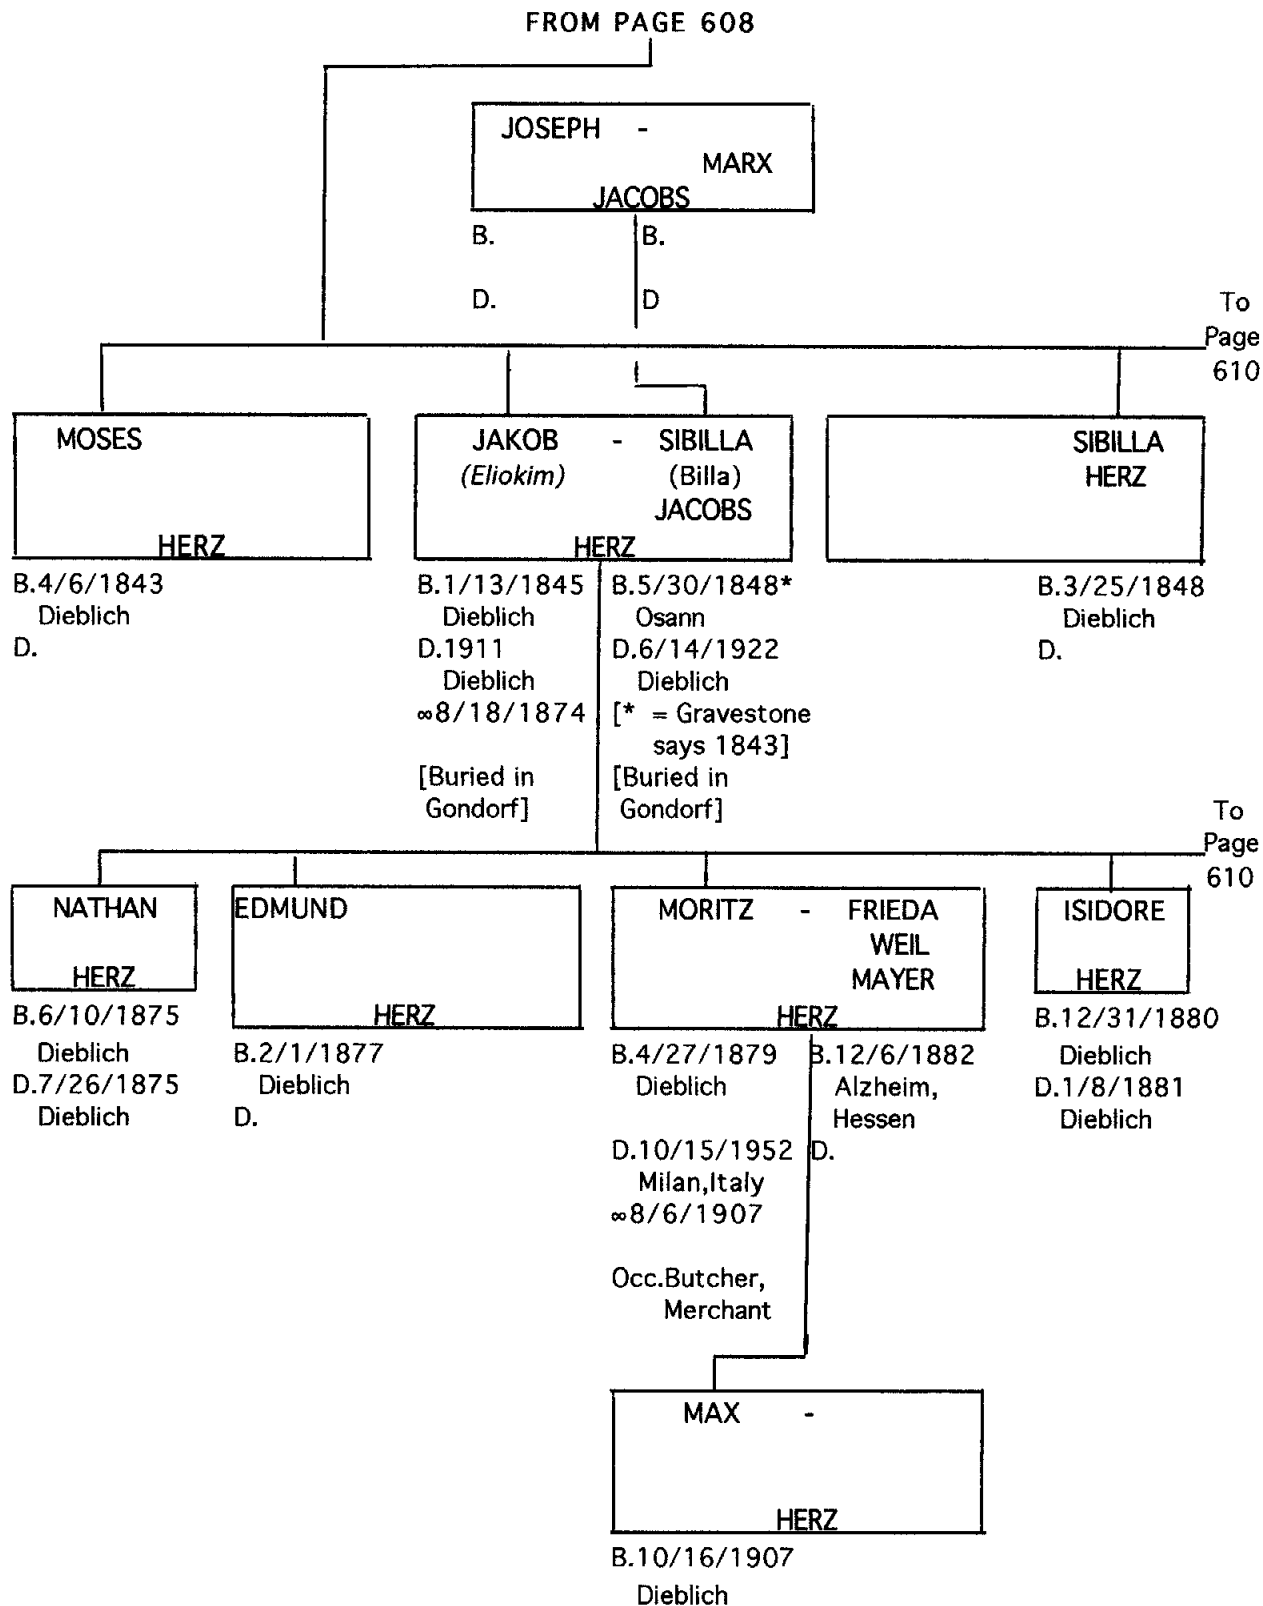 FROM PAGE 608
JOSEPH -
MARX
JACOBS
B.
D.
B.
D
To
Page
610
MOSES
HERZ
B.4/6/1843
Dieblich
D.
JAKOB - SIBILLA
(Eliokim) (Billa)
JACOBS
HERZ
B.1/13/1845
Dieblich
D.1911
Dieblich
∞8/18/1874
[Buried in
Gondorf]
B.5/30/1848*
Osann
D.6/14/1922
Dieblich
[* = Gravestone
says 1843]
[Buried in
Gondorf]
SIBILLA
HERZ
B.3/25/1848
Dieblich
D.
To
Page
610
NATHAN
HERZ
B.6/10/1875
Dieblich
D.7/26/1875
Dieblich
EDMUND
HERZ
B.2/1/1877
Dieblich
D.
MORITZ - FRIEDA
WEIL
MAYER
HERZ
B.4/27/1879
Dieblich
D.10/15/1952
Milan,Italy
∞8/6/1907
Occ.Butcher,
Merchant
B.12/6/1882
Alzheim,
Hessen
D.
ISIDORE
HERZ
B.12/31/1880
Dieblich
D.1/8/1881
Dieblich
MAX -
HERZ
B.10/16/1907
Dieblich